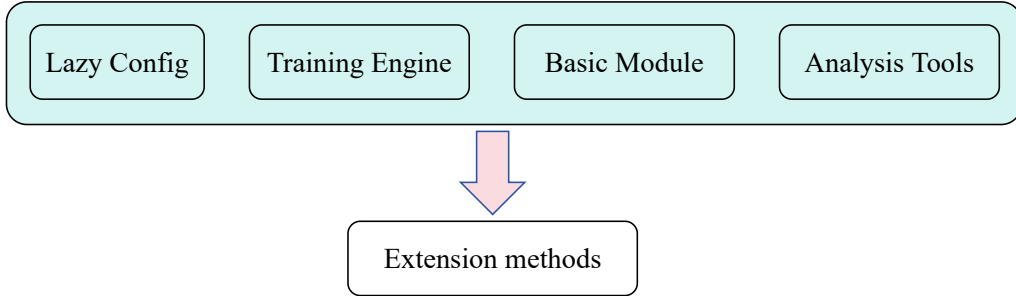 Lazy Config
Training Engine
Basic Module
Analysis Tools
Extension methods